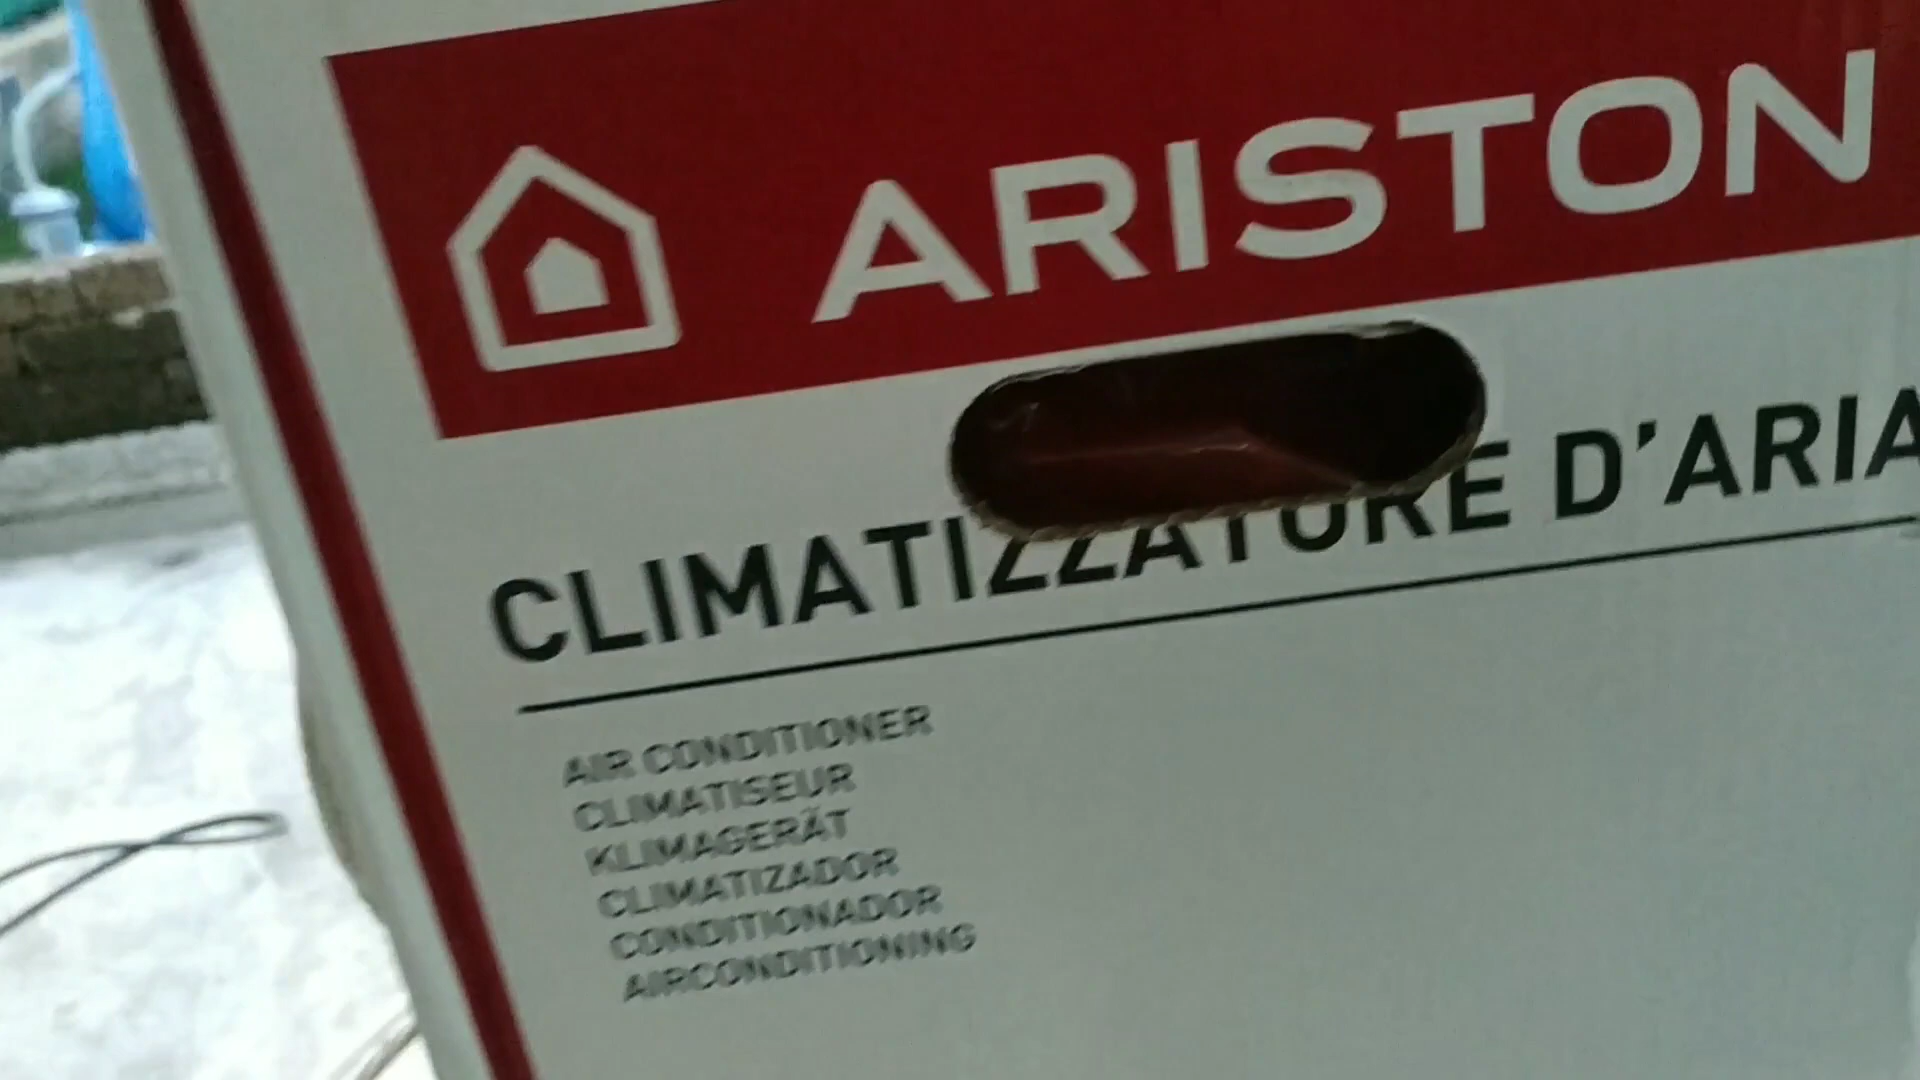 ARISTON
CLIMATIZZATORE D'ARIA
AIR CONDITIONER
CLIMATISEUR
KLIMAGERÄT
CLIMATIZADOR
CONDITIONADOR
AIRCONDITIONING